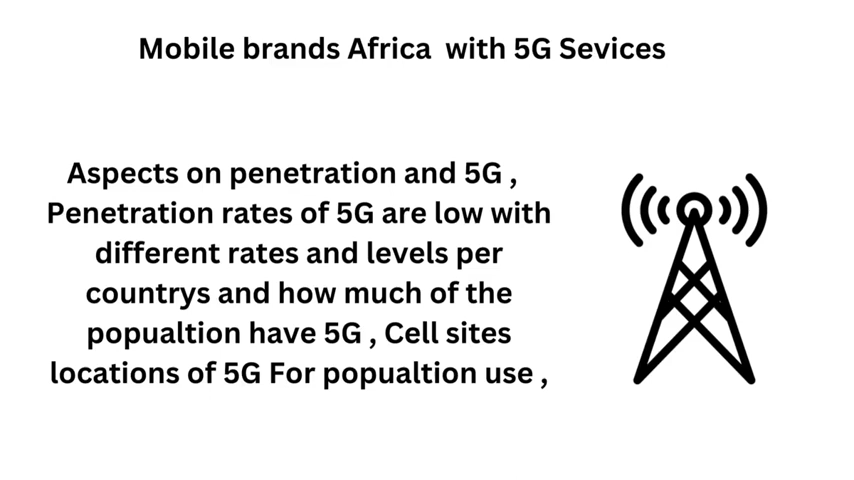 Mobile brands Africa with 5G Sevices
Aspects on penetration and 5G ,
Penetration rates of 5G are low with
different rates and levels per
countrys and how much of the
popualtion have 5G , Cell sites
locations of 5G For popualtion use ,